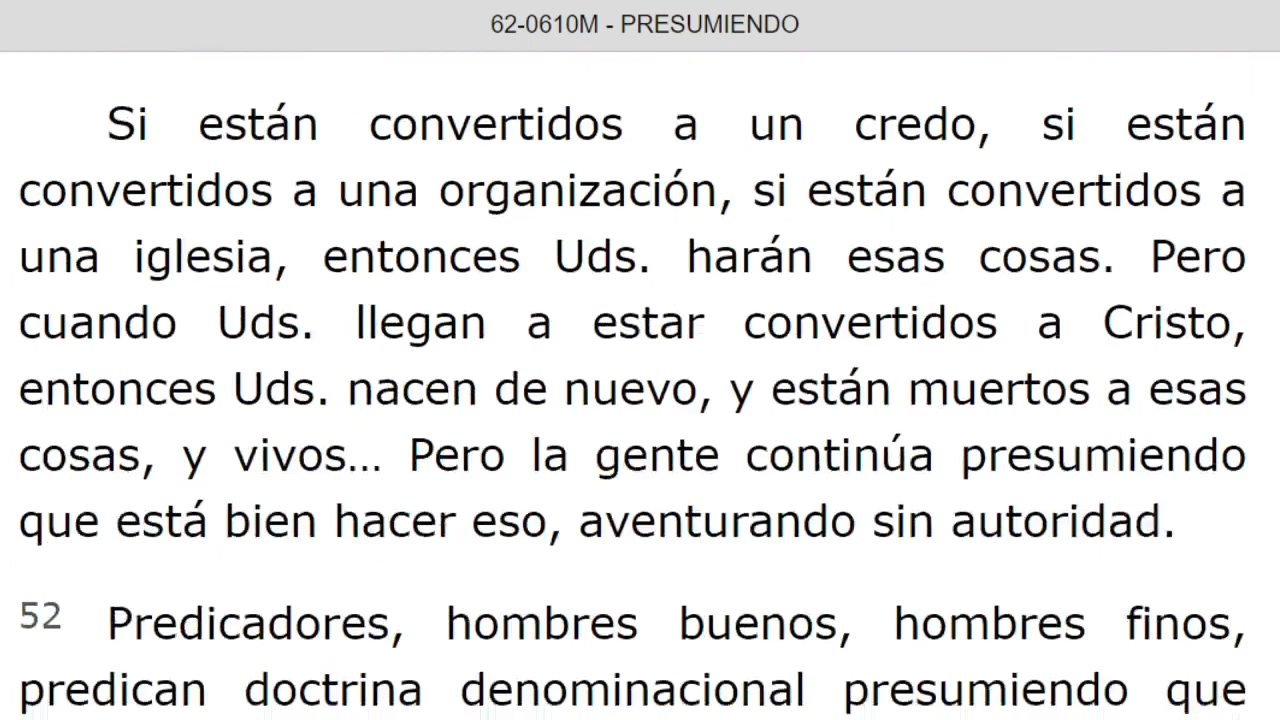 62-0610M - PRESUMIENDO
Si están convertidos a un credo, si están
convertidos a una organización, si están convertidos a
una iglesia, entonces Uds. harán esas cosas. Pero
cuando Uds. llegan a estar convertidos a Cristo,
entonces Uds. nacen de nuevo, y están muertos a esas
cosas, y vivos... Pero la gente continúa presumiendo
que está bien hacer eso, aventurando sin autoridad.
52 Predicadores, hombres buenos, hombres finos,
predican doctrina denominacional presumiendo que